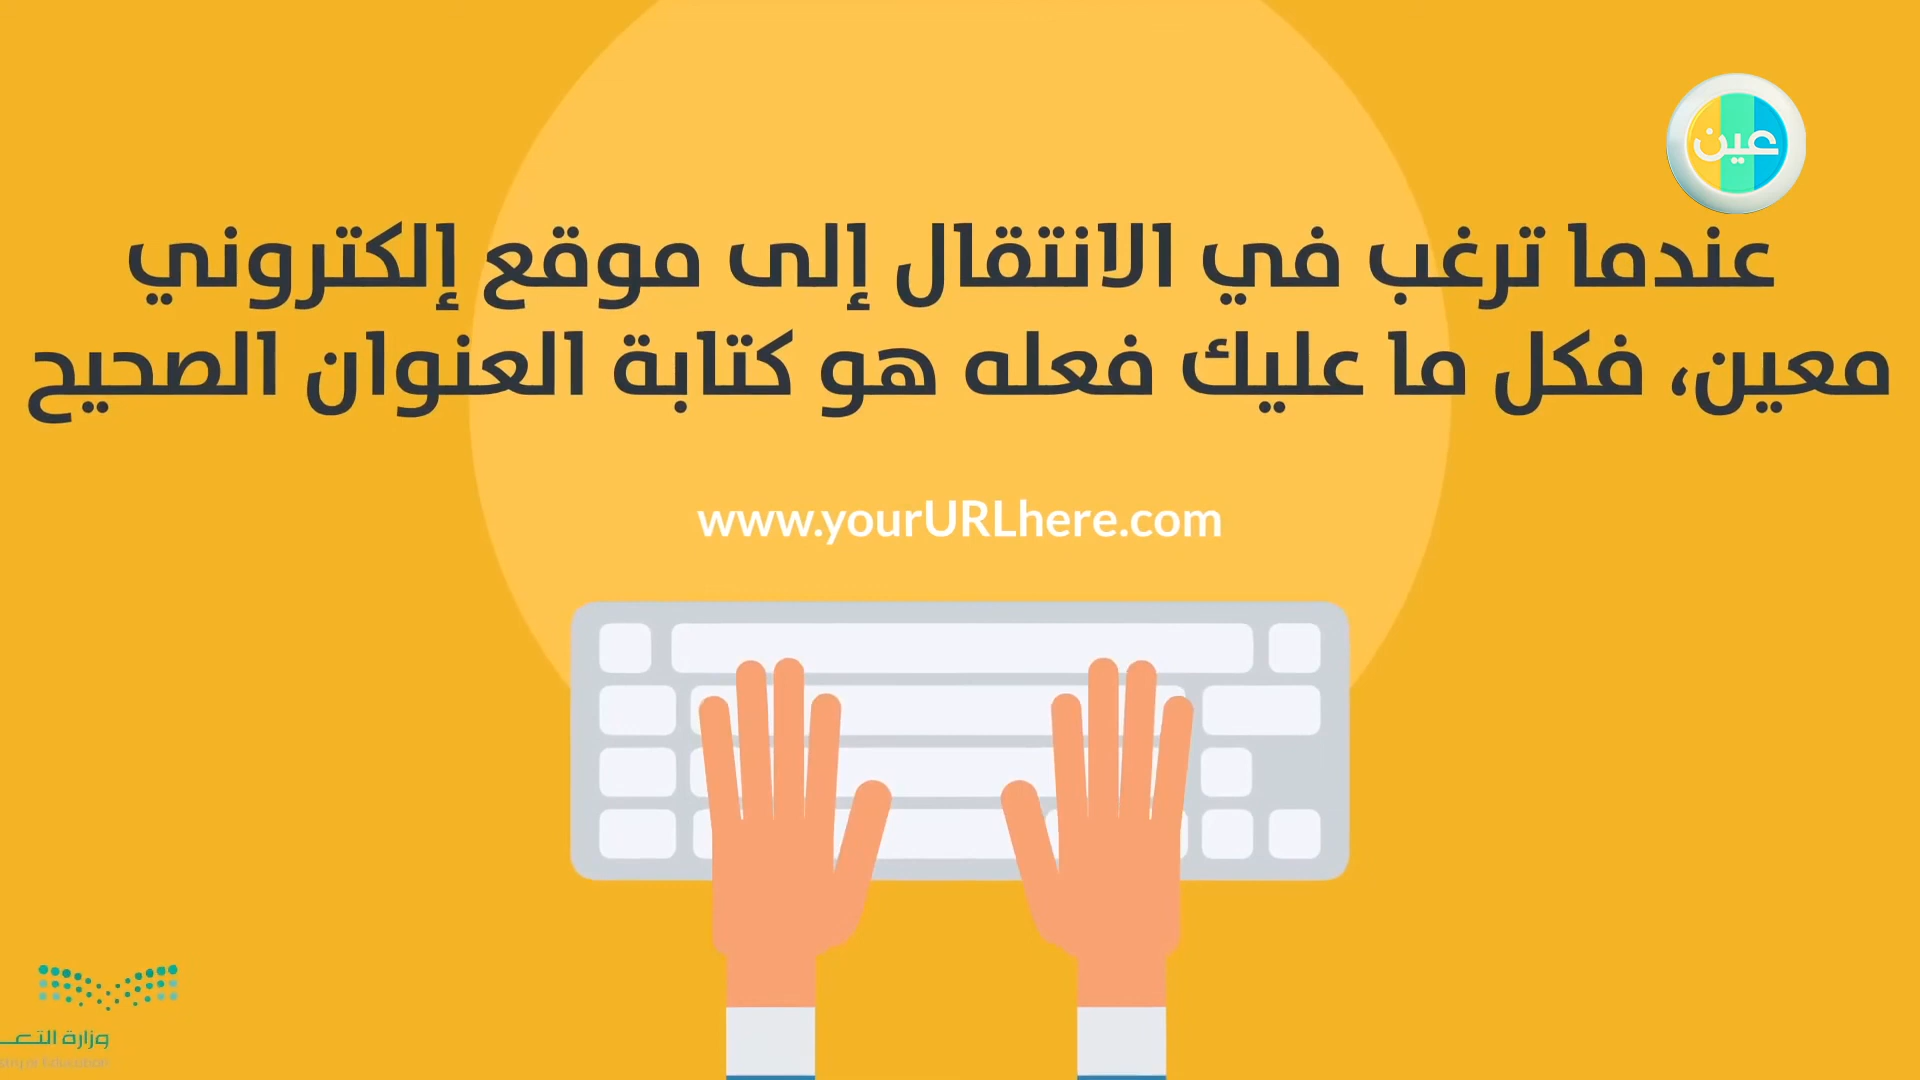 عين
عندما ترغب في الانتقال إلى موقع إلكتروني
معين، فكل ما عليك فعله هو كتابة العنوان الصحيح
www.yourURLhere.com
وزارة